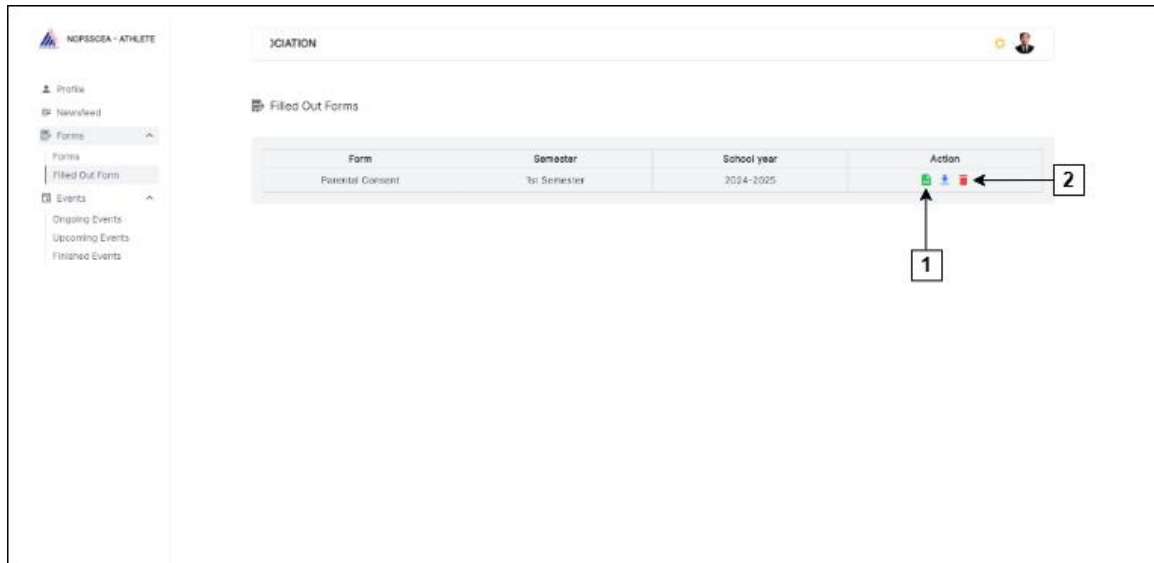 NOPSSCEA - ATHLETE
OCIATION
Profile
Newsfeed
Forms
Forms
Filled Out Form
Events
Ongoing Events
Upcoming Events
Finished Events
Filled Out Forms
Form Semester School year Action
Parental Consent 1st Semester 2024-2025
2
1